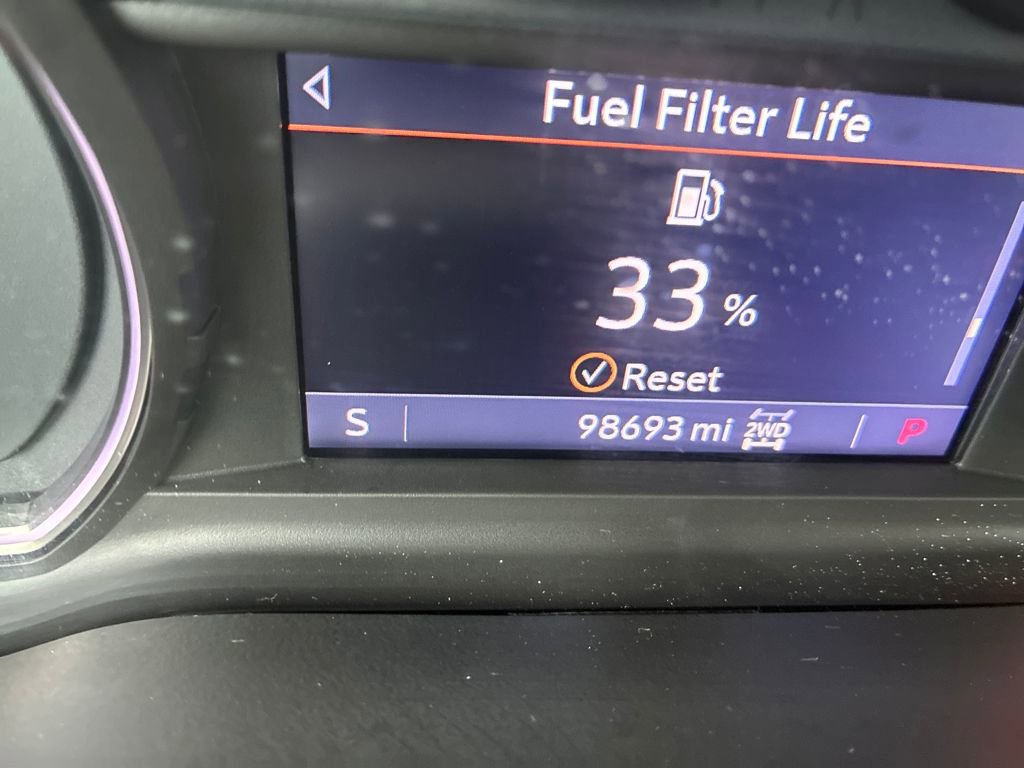 Fuel Filter Life
33 %
Reset
S 98693 mi 2WD P